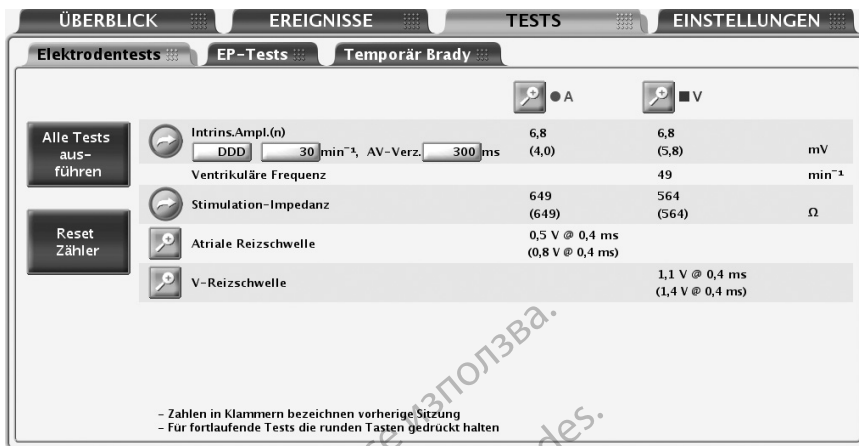 ÜBERBLICK EREIGNISSE TESTS EINSTELLUNGEN
Elektrodentests EP-Tests Temporär Brady
A V
Alle Tests aus-führen
Intrins.Ampl.(n) 6,8 6,8
DDD 30 min⁻¹, AV-Verz. 300 ms (4,0) (5,8) mV
Ventrikuläre Frequenz 49 min⁻¹
Stimulation-Impedanz 649 564
(649) (564) Ω
Reset Zähler
Atriale Reizschwelle 0,5 V @ 0,4 ms
(0,8 V @ 0,4 ms)
V-Reizschwelle 1,1 V @ 0,4 ms
(1,4 V @ 0,4 ms)
- Zahlen in Klammern bezeichnen vorherige Sitzung
- Für fortlaufende Tests die runden Tasten gedrückt halten